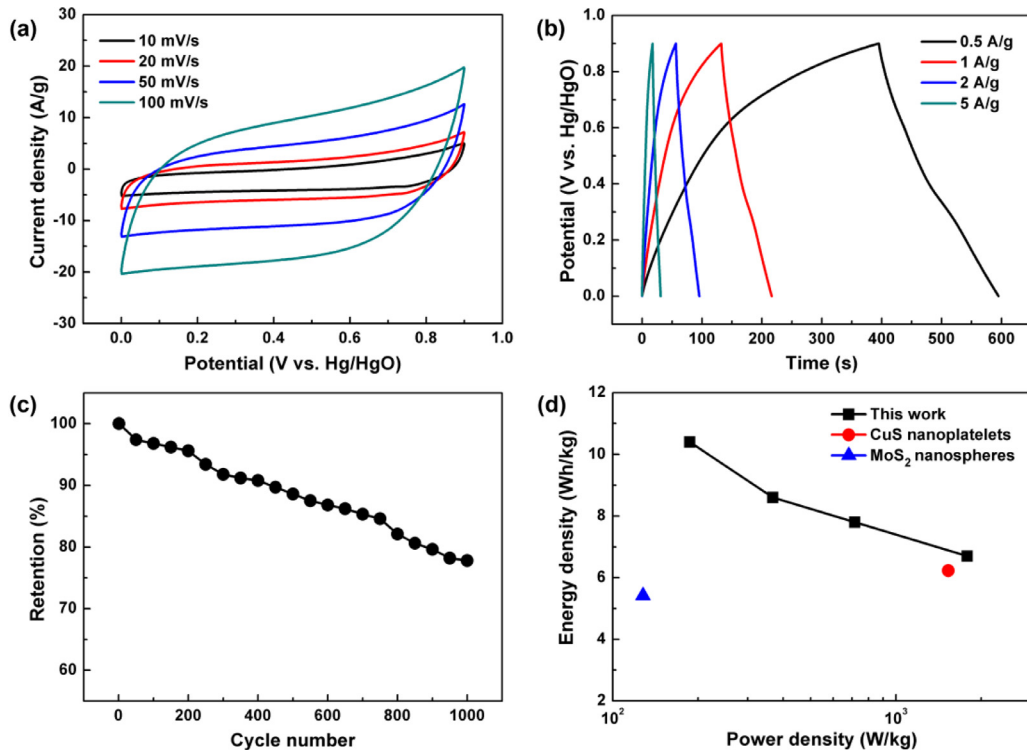 (a)
10 mV/s
20 mV/s
50 mV/s
100 mV/s
Current density (A/g)
30
20
10
0
-10
-20
-30
0.0 0.2 0.4 0.6 0.8 1.0
Potential (V vs. Hg/HgO)
(b)
0.5 A/g
1 A/g
2 A/g
5 A/g
Potential (V vs. Hg/HgO)
1.0
0.8
0.6
0.4
0.2
0.0
0 100 200 300 400 500 600
Time (s)
(c)
Retention (%)
100
90
80
70
60
0 200 400 600 800 1000
Cycle number
(d)
This work
CuS nanoplatelets
MoS₂ nanospheres
Energy density (Wh/kg)
12
10
8
6
4
2
10² 10³
Power density (W/kg)